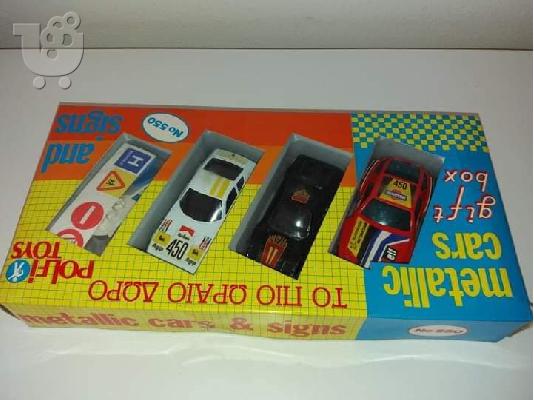 metallic
cars
gift
box
and
signs
No 550
POLFI
TOYS
ΤΟ ΠΙΟ ΩΡΑΙΟ ΔΩΡΟ
metallic cars & signs
No 550
450
450
H